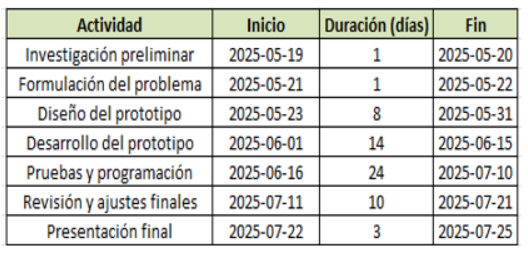 Actividad Inicio Duración (días) Fin
Investigación preliminar 2025-05-19 1 2025-05-20
Formulación del problema 2025-05-21 1 2025-05-22
Diseño del prototipo 2025-05-23 8 2025-05-31
Desarrollo del prototipo 2025-06-01 14 2025-06-15
Pruebas y programación 2025-06-16 24 2025-07-10
Revisión y ajustes finales 2025-07-11 10 2025-07-21
Presentación final 2025-07-22 3 2025-07-25